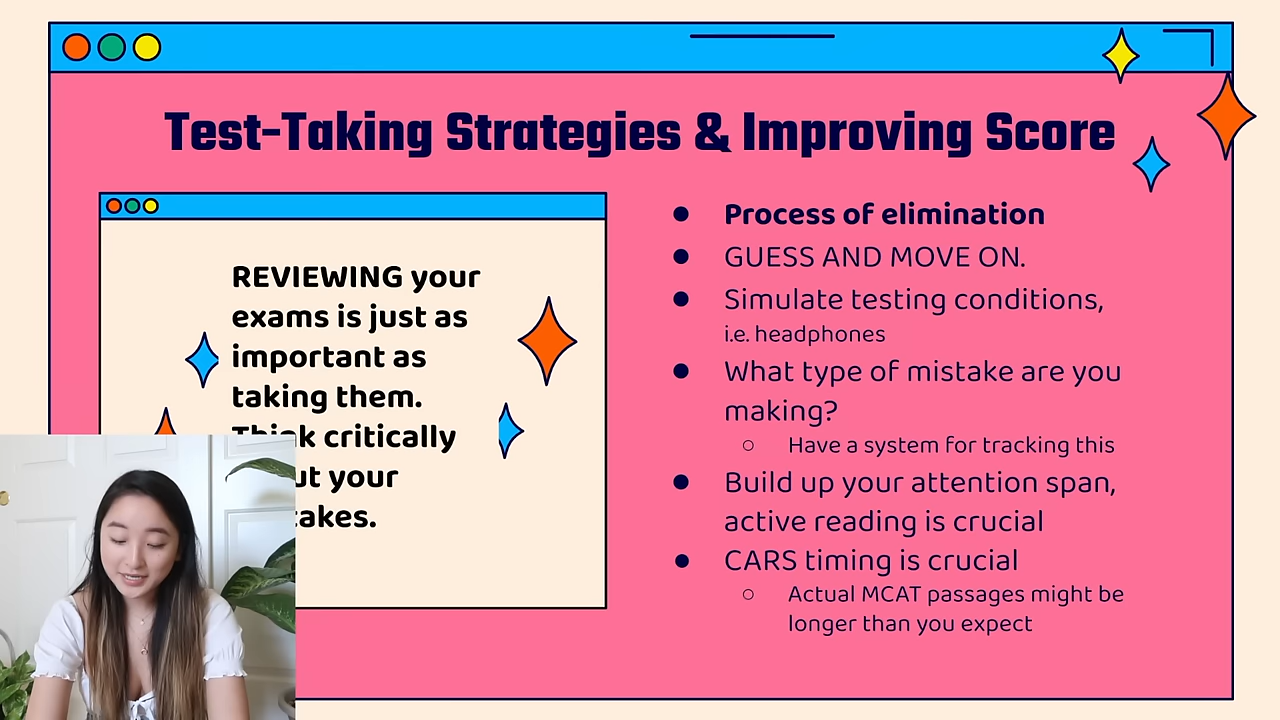 Test-Taking Strategies & Improving Score
REVIEWING your
exams is just as
important as
taking them.
critically
your
● Process of elimination
● GUESS AND MOVE ON.
● Simulate testing conditions,
i.e. headphones
● What type of mistake are you
making?
○ Have a system for tracking this
● Build up your attention span,
active reading is crucial
● CARS timing is crucial
○ Actual MCAT passages might be
longer than you expect